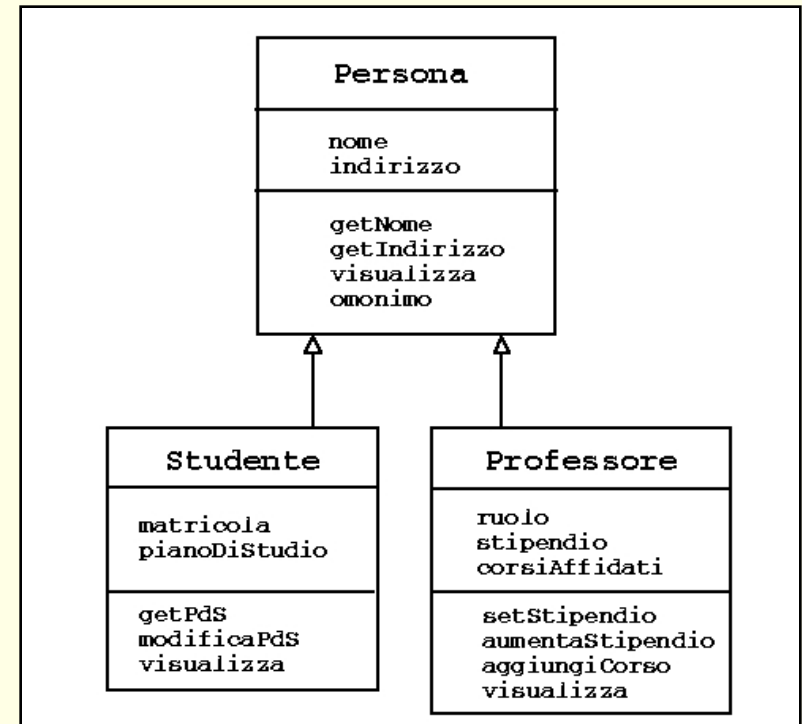 Persona
nome
indirizzo
getNome
getIndirizzo
visualizza
omonimo
Studente
matricola
pianoDiStudio
getPdS
modificaPdS
visualizza
Professore
ruolo
stipendio
corsiAffidati
setStipendio
aumentaStipendio
aggiungiCorso
visualizza